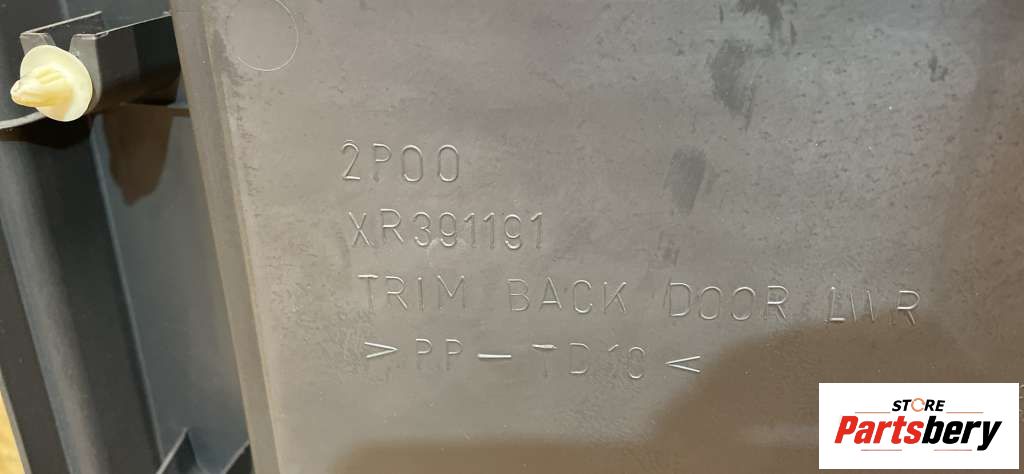 2P00
XR391191
TRIM BACK DOOR LWR
>PP-TD10<
STORE
Partsbery